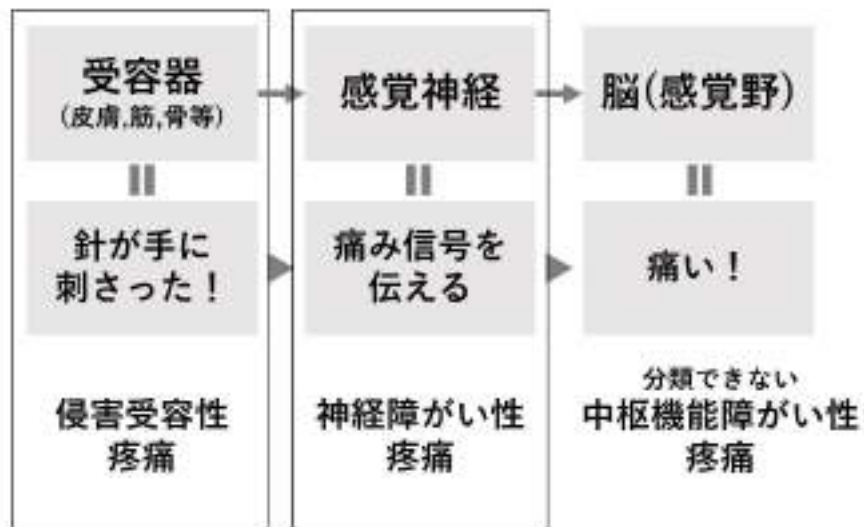 受容器
(皮膚,筋,骨等)
感覚神経
脳(感覚野)
針が手に
刺さった！
痛み信号を
伝える
痛い！
侵害受容性
疼痛
神経障がい性
疼痛
分類できない
中枢機能障がい性
疼痛